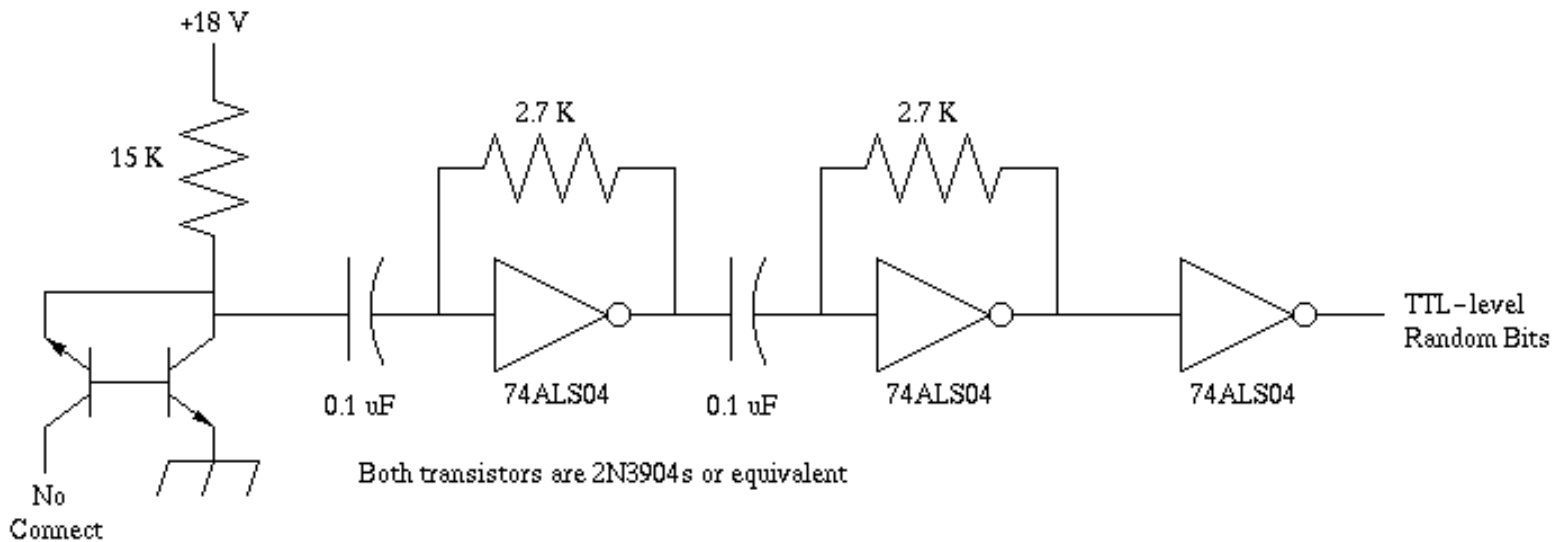 +18 V
15 K
2.7 K
2.7 K
0.1 uF
74ALS04
0.1 uF
74ALS04
74ALS04
TTL-level
Random Bits
No
Connect
Both transistors are 2N3904s or equivalent